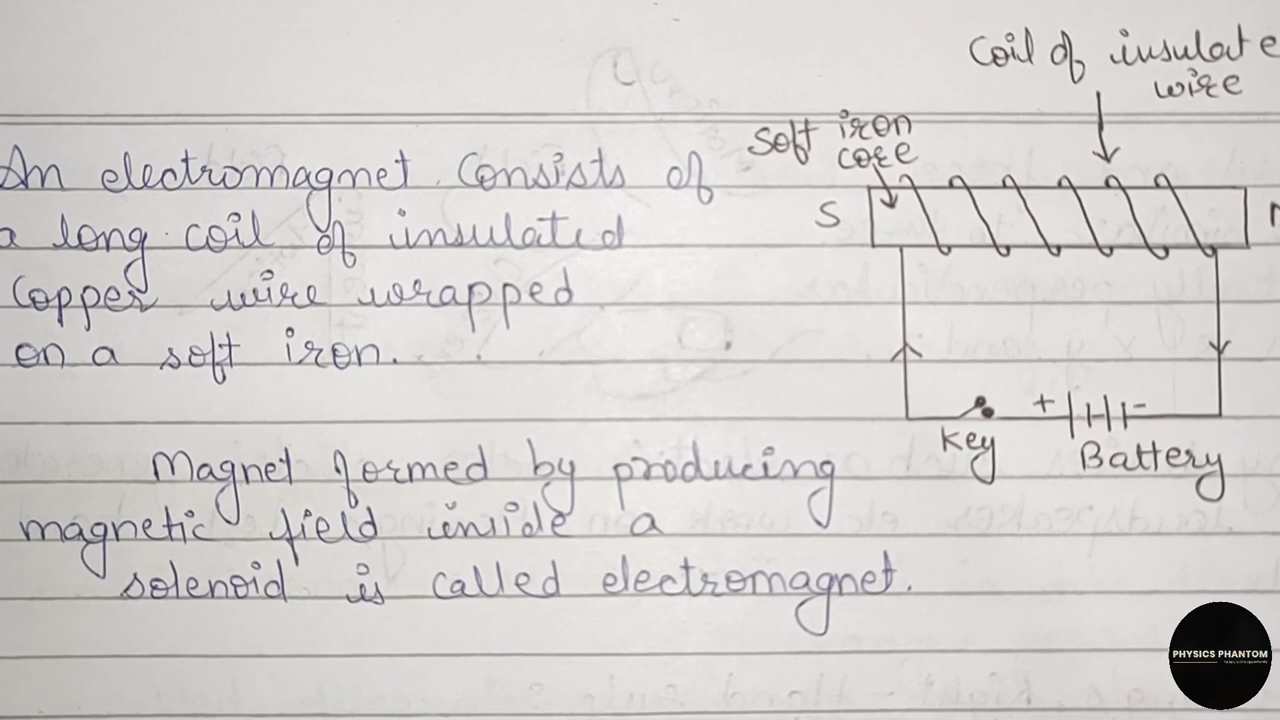 Coil of insulate
wire
Soft iron
core
An electromagnet consists of
a long coil of insulated
Copper wire wrapped
on a soft iron.
S
+
-
Key
Battery
Magnet formed by producing
magnetic field inside a
solenoid is called electromagnet.
PHYSICS PHANTOM